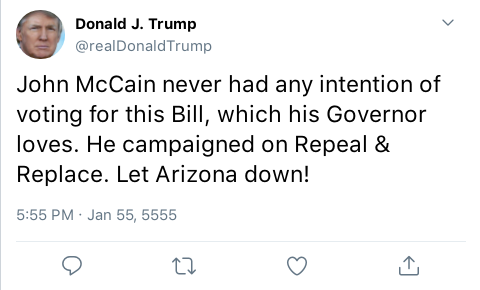 Donald J. Trump
@realDonaldTrump
John McCain never had any intention of
voting for this Bill, which his Governor
loves. He campaigned on Repeal &
Replace. Let Arizona down!
5:55 PM · Jan 55, 5555